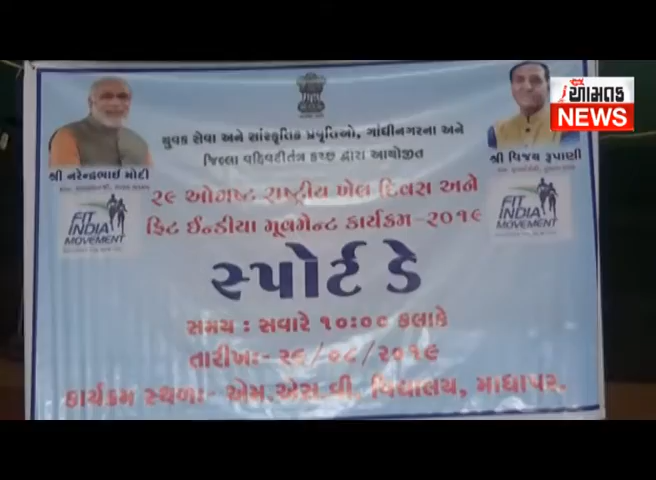 આમતક
NEWS
યુવક સેવા અને સાંસ્કૃતિક પ્રવૃત્તિઓ, ગાંધીનગરના અને
જિલ્લા વહિવટીતંત્ર કચ્છ દ્વારા આયોજીત
શ્રી નરેન્દ્રભાઈ મોદી
શ્રી વિજય રૂપાણી
૨૯ ઓગષ્ટ રાષ્ટ્રીય ખેલ દિવસ અને
ફિટ ઈન્ડીયા મૂવમેન્ટ કાર્યક્રમ-૨૦૧૯
FIT
INDIA
MOVEMENT
FIT
INDIA
MOVEMENT
સ્પોર્ટ ડે
સમય : સવારે ૧૦:૦૦ કલાકે
તારીખઃ- ૨૯/૦૮/૨૦૧૯
કાર્યક્રમ સ્થળઃ- એમ.એસ.વી. વિદ્યાલય, માધાપર.